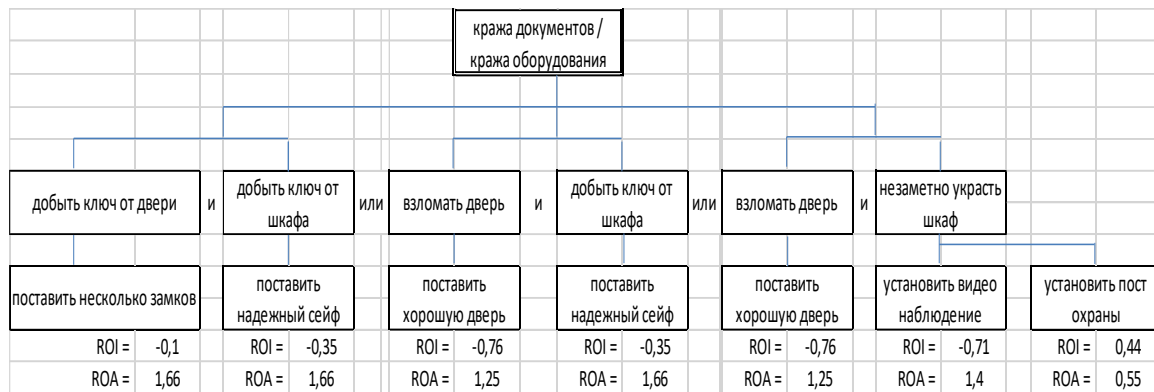 кража документов /
кража оборудования
добыть ключ от двери
и
добыть ключ от
шкафа
или
взломать дверь
и
добыть ключ от
шкафа
или
взломать дверь
и
незаметно украсть
шкаф
поставить несколько замков
поставить
надежный сейф
поставить
хорошую дверь
поставить
надежный сейф
поставить
хорошую дверь
установить видео
наблюдение
установить пост
охраны
ROI = -0,1 ROI = -0,35 ROI = -0,76 ROI = -0,35 ROI = -0,76 ROI = -0,71 ROI = 0,44
ROA = 1,66 ROA = 1,66 ROA = 1,25 ROA = 1,66 ROA = 1,25 ROA = 1,4 ROA = 0,55